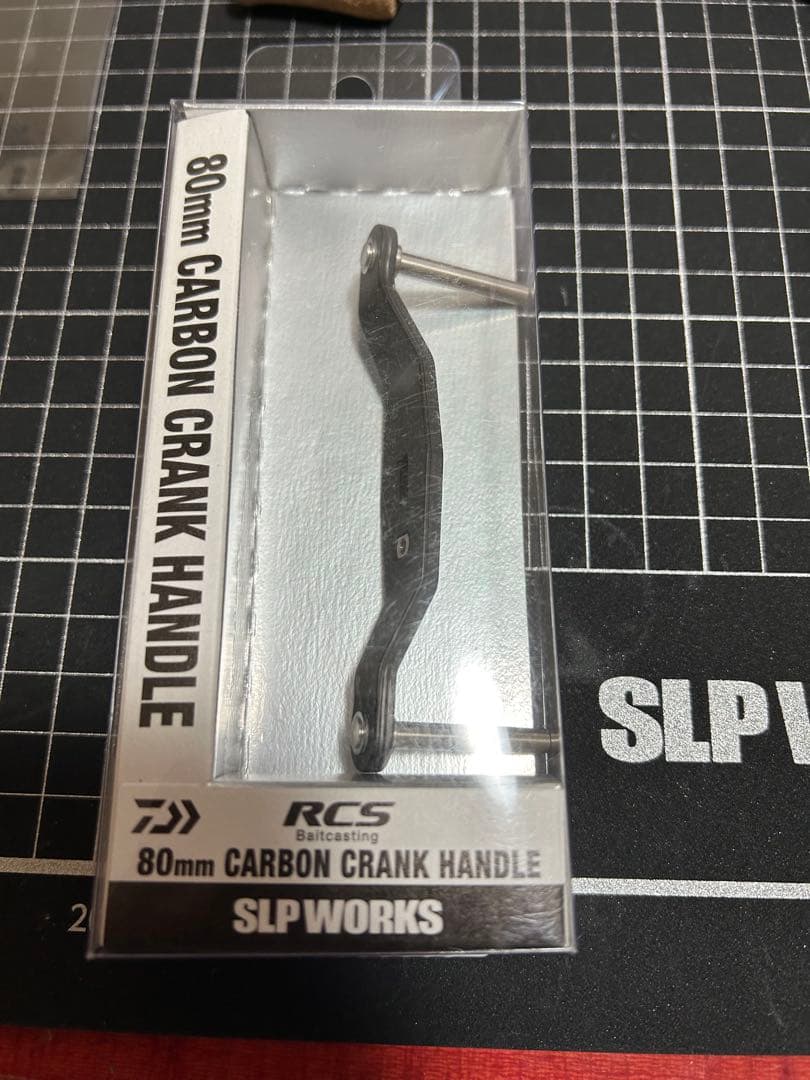 80mm CARBON CRANK HANDLE
RCS
Baitcasting
80mm CARBON CRANK HANDLE
SLP WORKS
SLP W